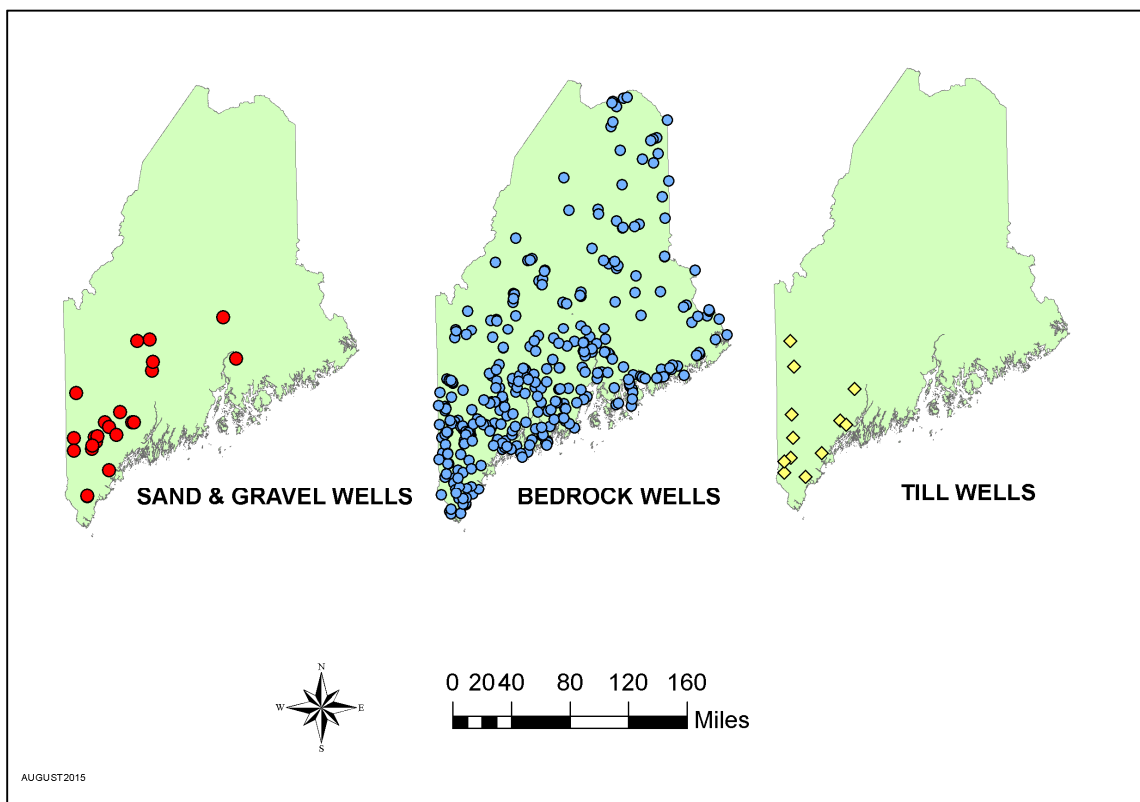 SAND & GRAVEL WELLS
BEDROCK WELLS
TILL WELLS
N
W E
S
0 20 40 80 120 160
Miles
AUGUST2015